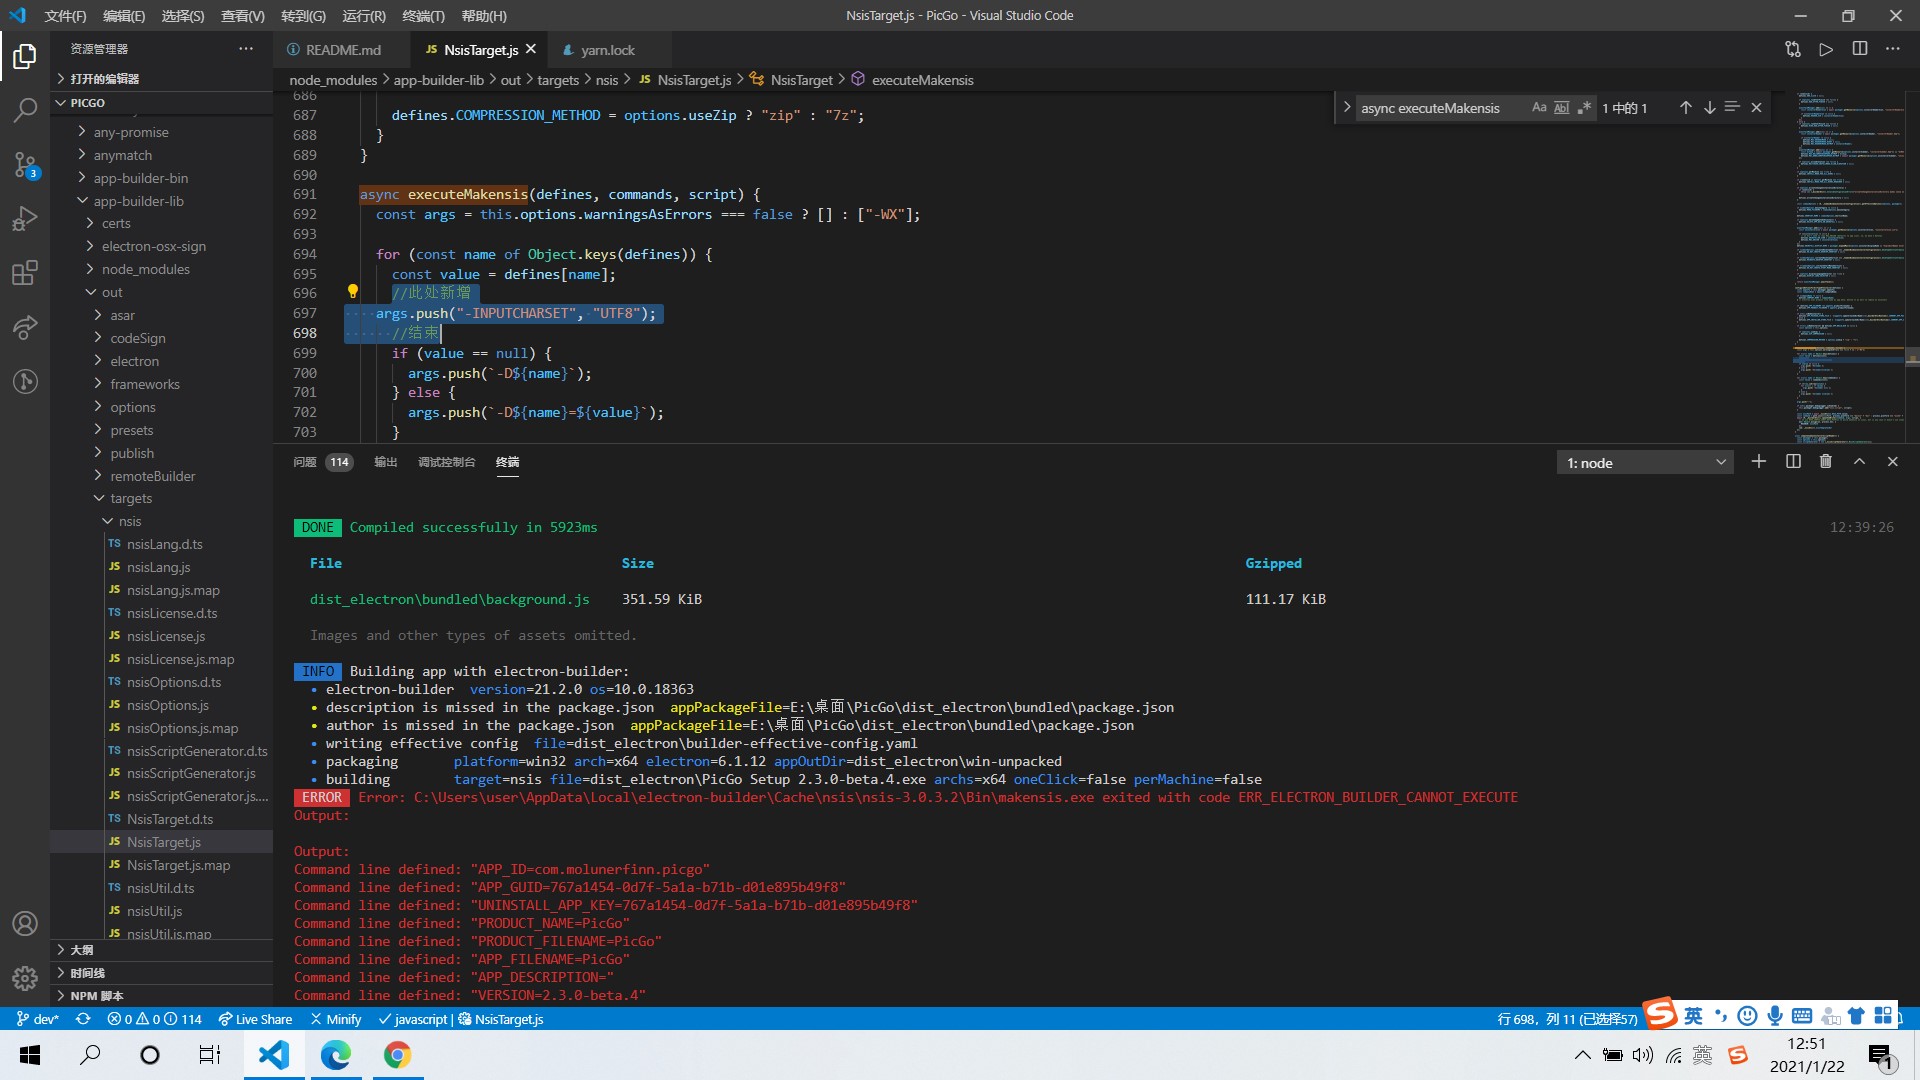 文件(F) 编辑(E) 选择(S) 查看(V) 转到(G) 运行(R) 终端(T) 帮助(H)
NsisTarget.js - PicGo - Visual Studio Code
资源管理器
README.md
JS NsisTarget.js
yarn.lock
打开的编辑器
PICGO
any-promise
anymatch
app-builder-bin
app-builder-lib
certs
electron-osx-sign
node_modules
out
asar
codeSign
electron
frameworks
options
presets
publish
remoteBuilder
targets
nsis
TS nsisLang.d.ts
JS nsisLang.js
JS nsisLang.js.map
TS nsisLicense.d.ts
JS nsisLicense.js
JS nsisLicense.js.map
TS nsisOptions.d.ts
JS nsisOptions.js
JS nsisOptions.js.map
TS nsisScriptGenerator.d.ts
JS nsisScriptGenerator.js
JS nsisScriptGenerator.js....
TS NsisTarget.d.ts
JS NsisTarget.js
JS NsisTarget.js.map
TS nsisUtil.d.ts
JS nsisUtil.js
JS nsisUtil.js.map
大纲
时间线
NPM 脚本
3
node_modules > app-builder-lib > out > targets > nsis > JS NsisTarget.js > NsisTarget > executeMakensis
async executeMakensis
Aa Abl .*
1 中的 1
686
687 defines.COMPRESSION_METHOD = options.useZip ? "zip" : "7z";
688 }
689 }
690
691 async executeMakensis(defines, commands, script) {
692 const args = this.options.warningsAsErrors === false ? [] : ["-WX"];
693
694 for (const name of Object.keys(defines)) {
695 const value = defines[name];
696 //此处新增
697 args.push("-INPUTCHARSET", "UTF8");
698 //结束
699 if (value == null) {
700 args.push(`-D${name}`);
701 } else {
702 args.push(`-D${name}=${value}`);
703 }
问题 114 输出 调试控制台 终端
1: node
DONE Compiled successfully in 5923ms 12:39:26
File Size Gzipped
dist_electron\bundled\background.js 351.59 KiB 111.17 KiB
Images and other types of assets omitted.
INFO Building app with electron-builder:
• electron-builder version=21.2.0 os=10.0.18363
• description is missed in the package.json appPackageFile=E:\桌面\PicGo\dist_electron\bundled\package.json
• author is missed in the package.json appPackageFile=E:\桌面\PicGo\dist_electron\bundled\package.json
• writing effective config file=dist_electron\builder-effective-config.yaml
• packaging platform=win32 arch=x64 electron=6.1.12 appOutDir=dist_electron\win-unpacked
• building target=nsis file=dist_electron\PicGo Setup 2.3.0-beta.4.exe archs=x64 oneClick=false perMachine=false
ERROR Error: C:\Users\user\AppData\Local\electron-builder\Cache\nsis\nsis-3.0.3.2\Bin\makensis.exe exited with code ERR_ELECTRON_BUILDER_CANNOT_EXECUTE
Output:
Output:
Command line defined: "APP_ID=com.molunerfinn.picgo"
Command line defined: "APP_GUID=767a1454-0d7f-5a1a-b71b-d01e895b49f8"
Command line defined: "UNINSTALL_APP_KEY=767a1454-0d7f-5a1a-b71b-d01e895b49f8"
Command line defined: "PRODUCT_NAME=PicGo"
Command line defined: "PRODUCT_FILENAME=PicGo"
Command line defined: "APP_FILENAME=PicGo"
Command line defined: "APP_DESCRIPTION="
Command line defined: "VERSION=2.3.0-beta.4"
dev* 0 0 114 Live Share Minify javascript | NsisTarget.js
行 698，列 11 (已选择57)
S 英
英 S
12:51
2021/1/22
1